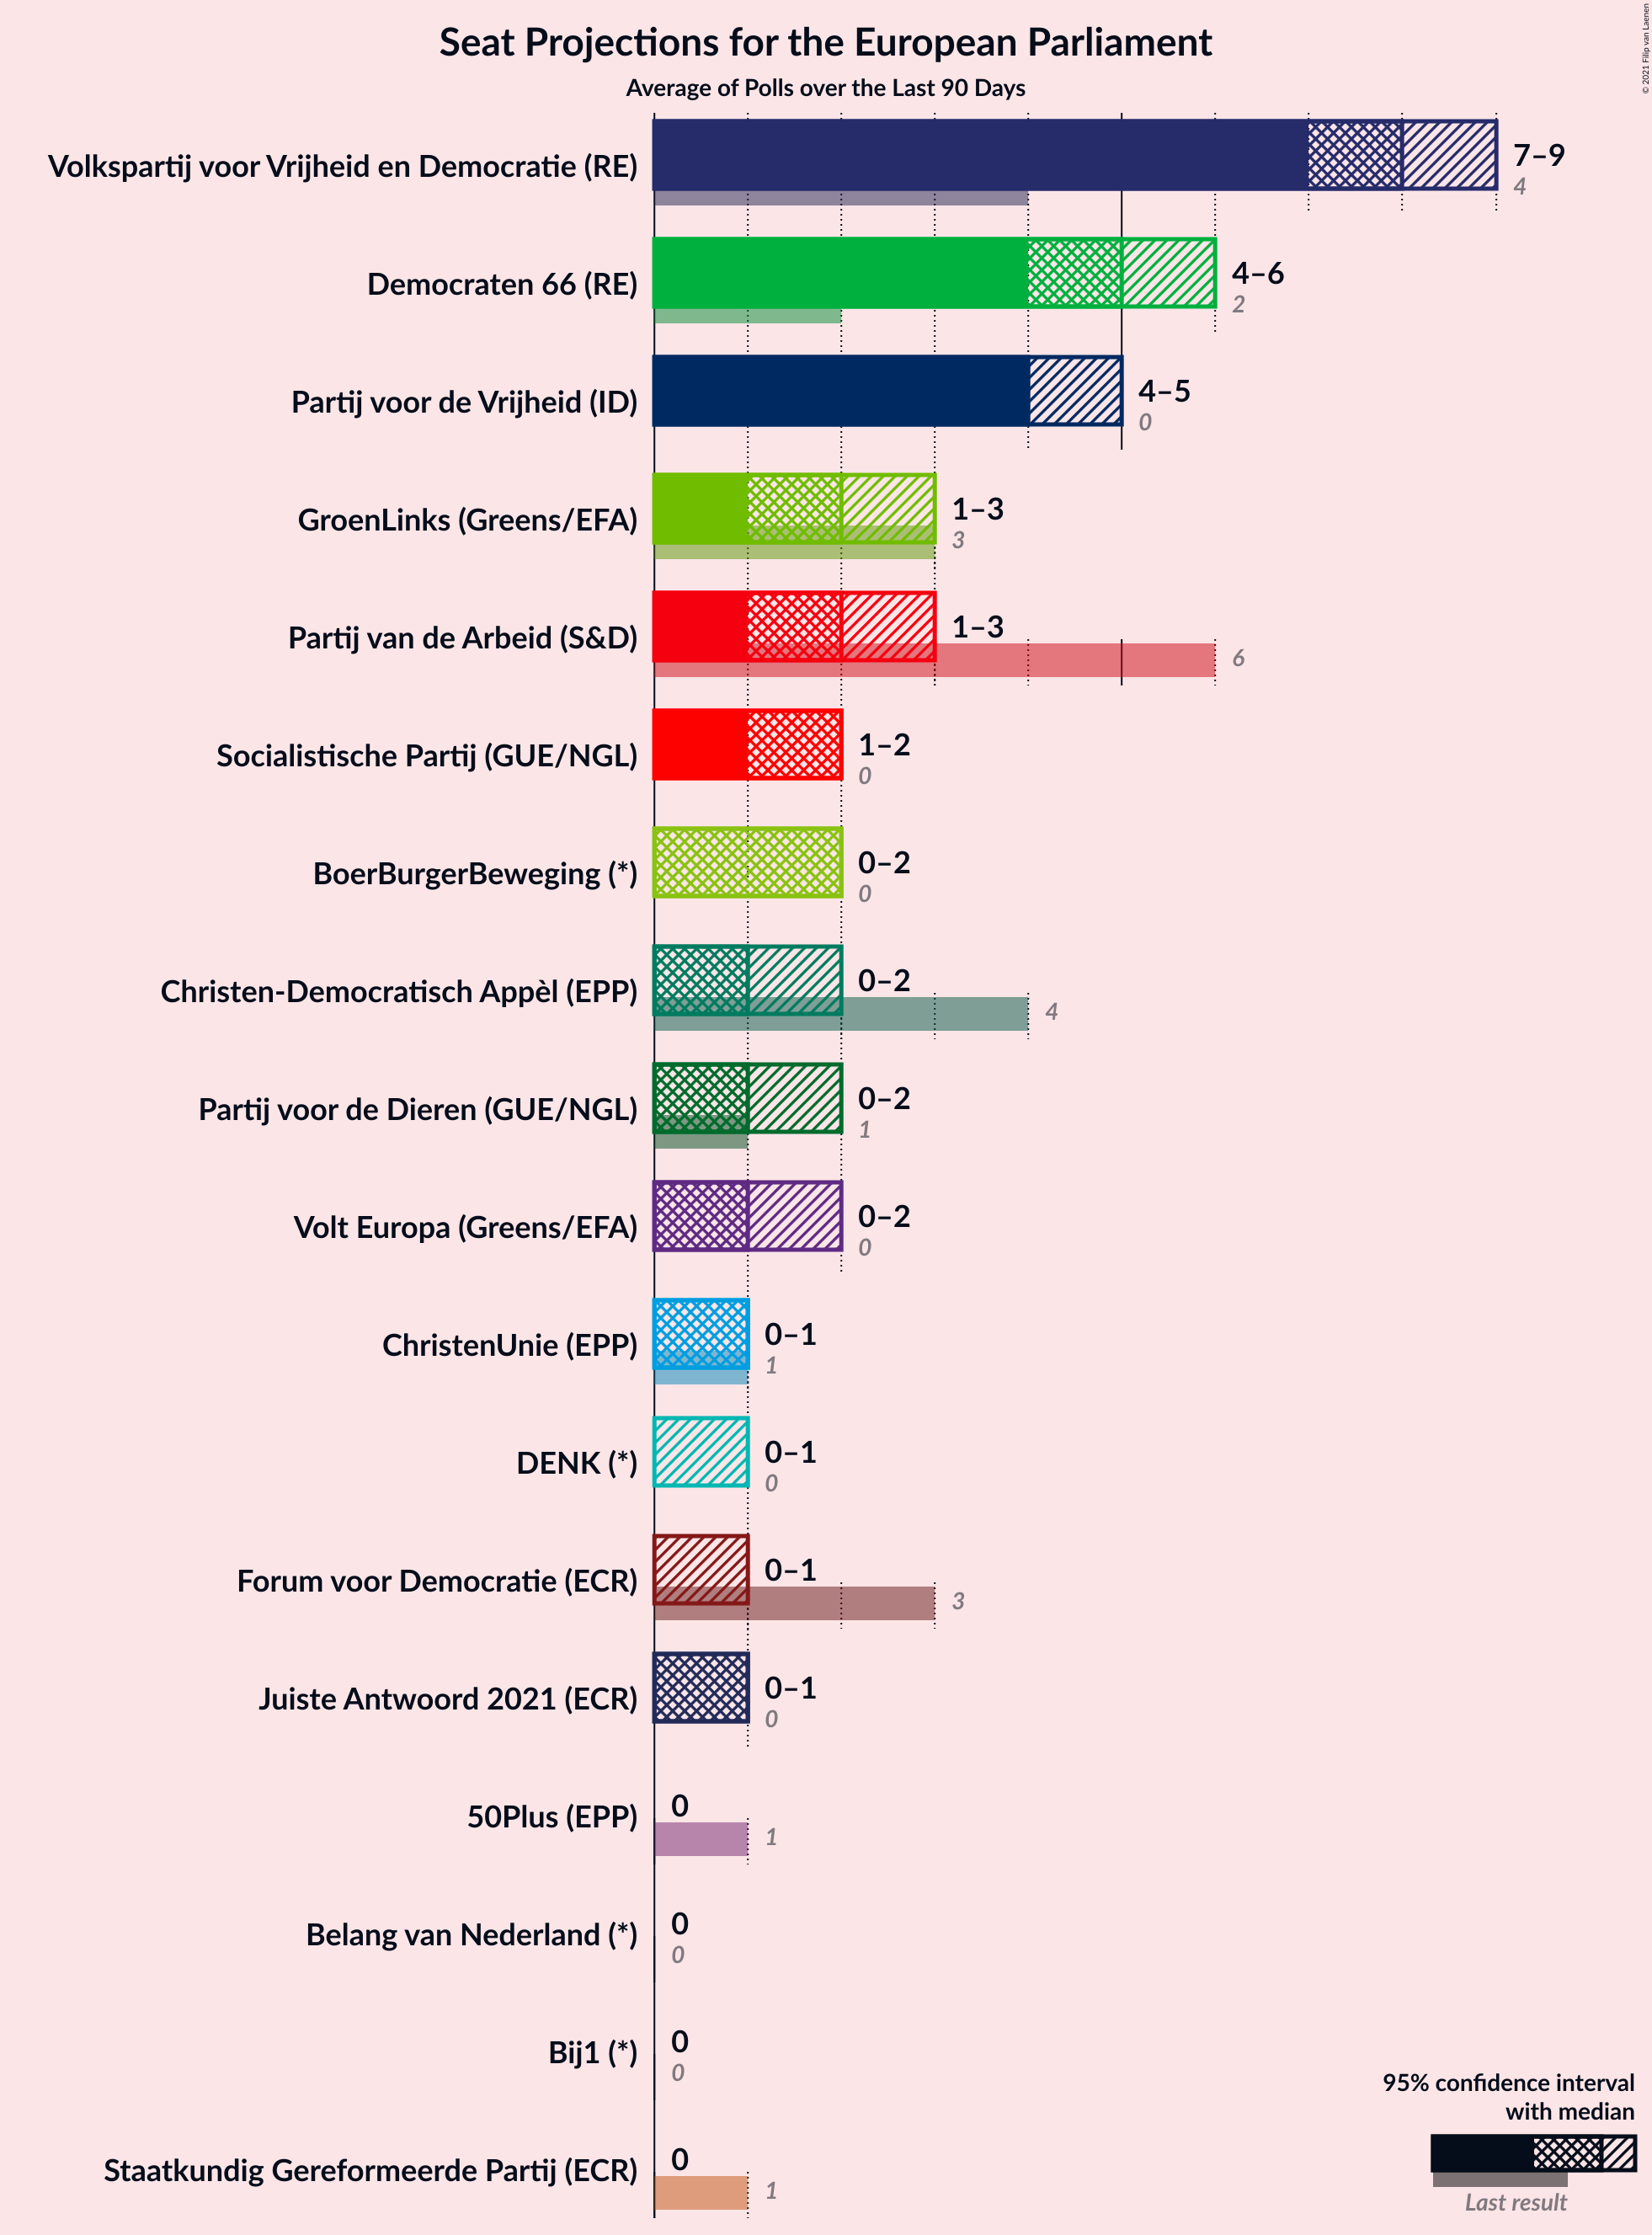 Seat Projections for the European Parliament
Average of Polls over the Last 90 Days
© 2021 Filip van Laenen
Volkspartij voor Vrijheid en Democratie (RE)
7–9
4
Democraten 66 (RE)
4–6
2
Partij voor de Vrijheid (ID)
4–5
0
GroenLinks (Greens/EFA)
1–3
3
Partij van de Arbeid (S&D)
1–3
6
Socialistische Partij (GUE/NGL)
1–2
0
BoerBurgerBeweging (*)
0–2
0
Christen-Democratisch Appèl (EPP)
0–2
4
Partij voor de Dieren (GUE/NGL)
0–2
1
Volt Europa (Greens/EFA)
0–2
0
ChristenUnie (EPP)
0–1
1
DENK (*)
0–1
0
Forum voor Democratie (ECR)
0–1
3
Juiste Antwoord 2021 (ECR)
0–1
0
50Plus (EPP)
0
1
Belang van Nederland (*)
0
0
Bij1 (*)
0
0
Staatkundig Gereformeerde Partij (ECR)
0
1
95% confidence interval
with median
Last result